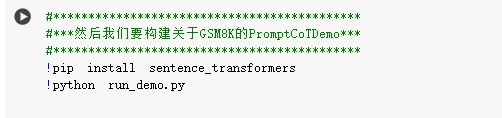 #******************************************
#***然后我们要构建关于GSM8K的PromptCoTDemo***
#******************************************
!pip install sentence_transformers
!python run_demo.py